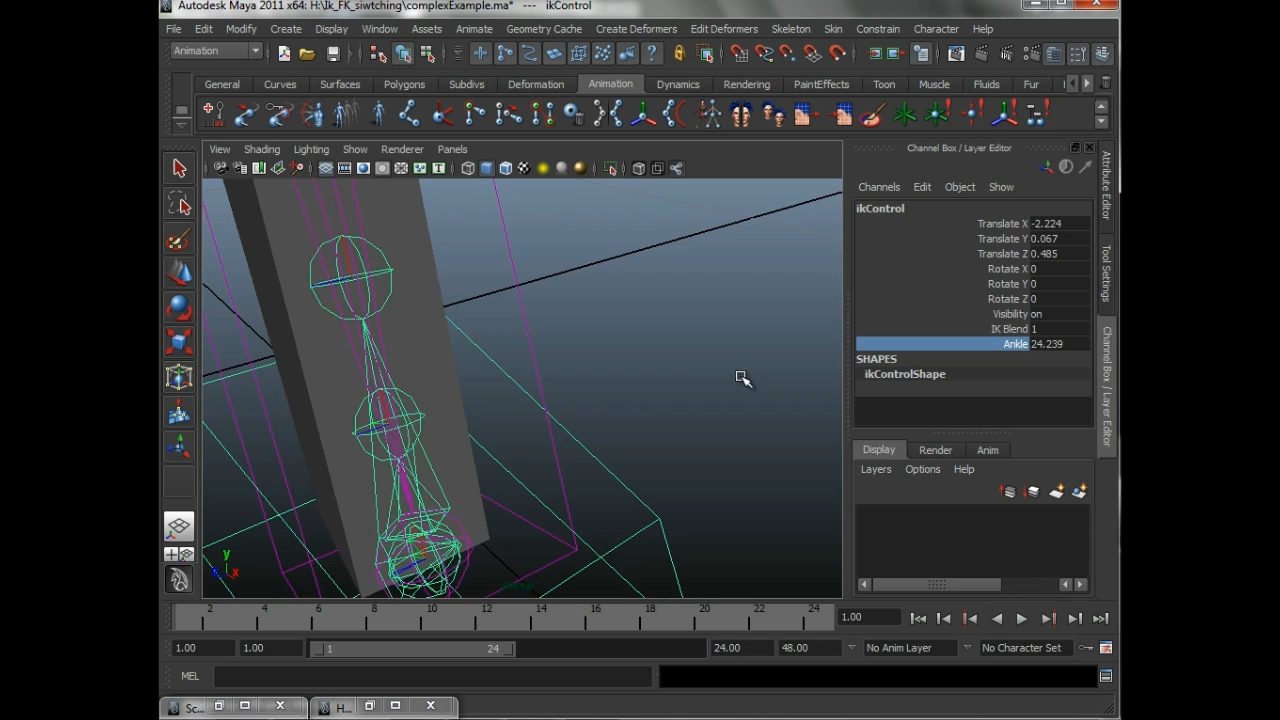 Autodesk Maya 2011 x64: H:\Ik_FK_siwtching\complexExample.ma* --- ikControl
File Edit Modify Create Display Window Assets Animate Geometry Cache Create Deformers Edit Deformers Skeleton Skin Constrain Character Help
Animation
General Curves Surfaces Polygons Subdivs Deformation Animation Dynamics Rendering PaintEffects Toon Muscle Fluids Fur
View Shading Lighting Show Renderer Panels
Channel Box / Layer Editor
Channels Edit Object Show
ikControl
Translate X -2.224
Translate Y 0.067
Translate Z 0.485
Rotate X 0
Rotate Y 0
Rotate Z 0
Visibility on
IK Blend 1
Ankle 24.239
SHAPES
ikControlShape
Attribute Editor
Tool Settings
Channel Box / Layer Editor
Display Render Anim
Layers Options Help
y
x
2 4 6 8 10 12 14 16 18 20 22 24 1.00
1.00 1.00 1 24 24.00 48.00 No Anim Layer No Character Set
MEL
Sc... H...